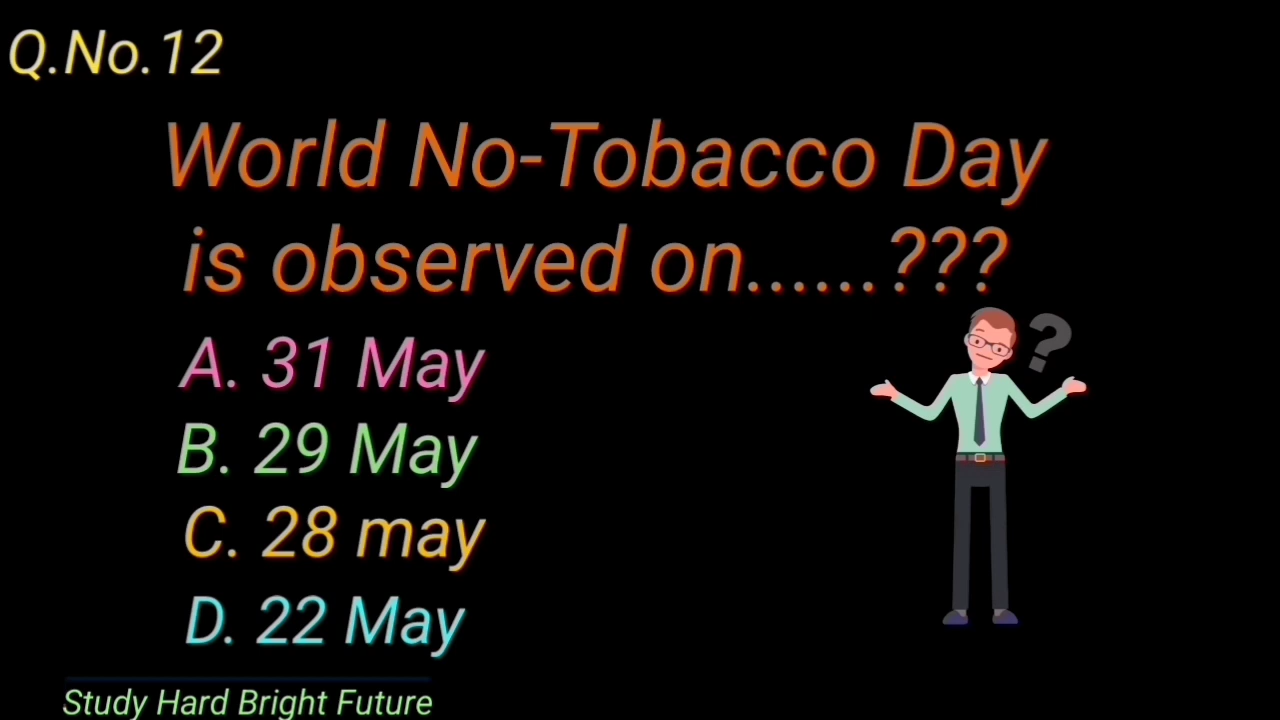 Q.No.12
World No-Tobacco Day
is observed on......???
?
A. 31 May
B. 29 May
C. 28 may
D. 22 May
Study Hard Bright Future